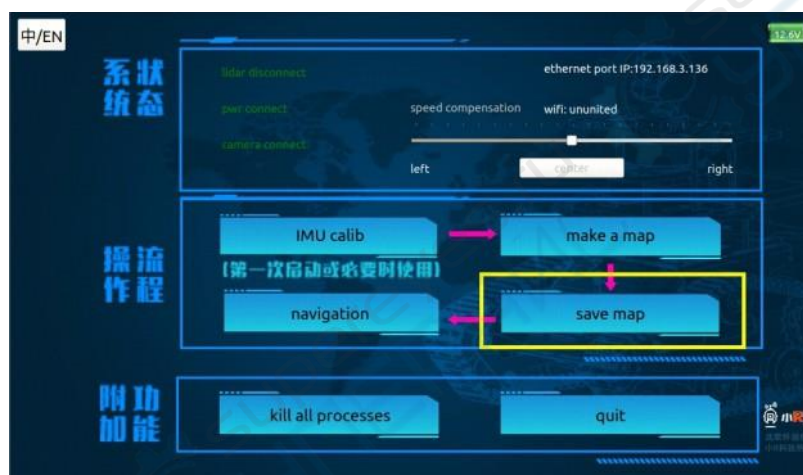 中/EN
12.6V
系统
状态
lidar disconnect
ethernet port IP:192.168.3.136
pwr connect
speed compensation
wifi: ununited
camera connect
left
center
right
操作
流程
IMU calib
make a map
(第一次启动或必要时使用)
navigation
save map
附加
功能
kill all processes
quit